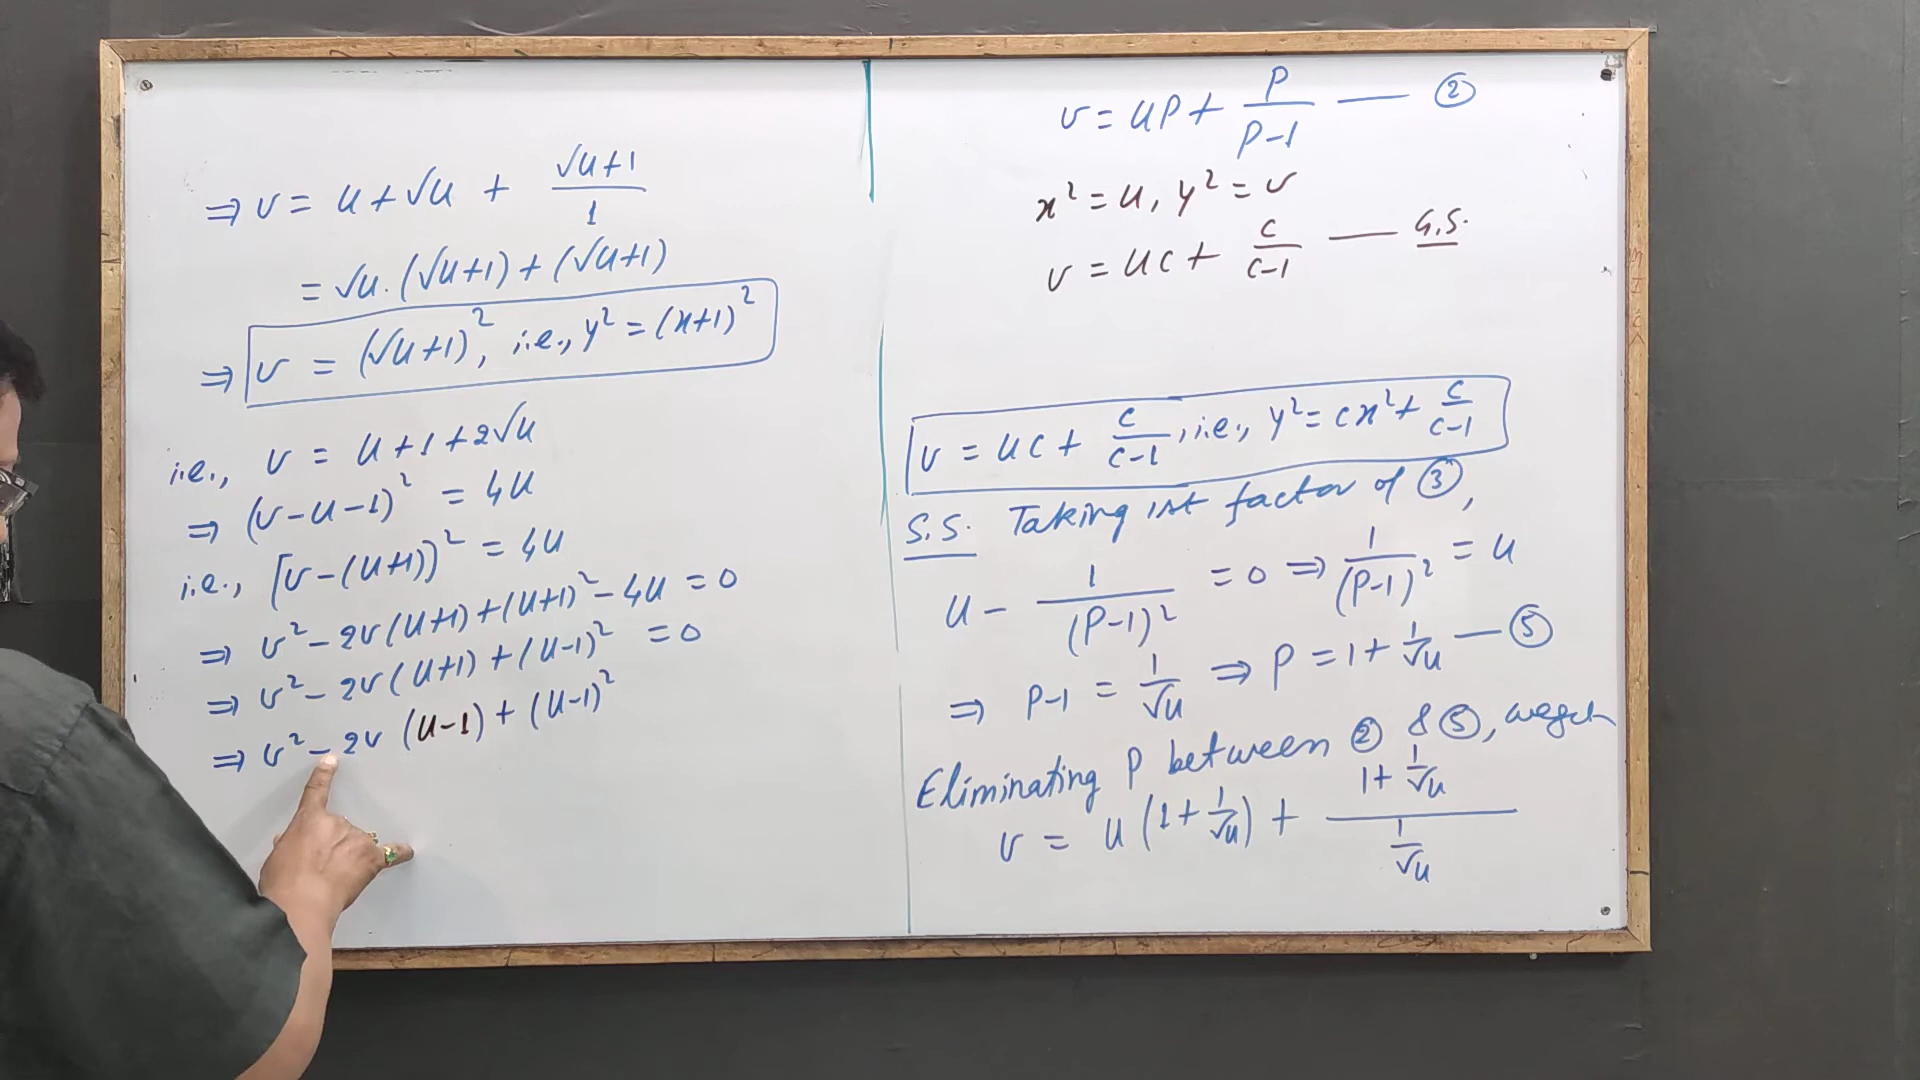 ⇒ v = u + √u + (√u+1)/1
= √u.(√u+1) + (√u+1)
⇒ v = (√u+1)², i.e., y² = (x+1)²
i.e., v = u + 1 + 2√u
⇒ (v-u-1)² = 4u
i.e., [v-(u+1)]² = 4u
⇒ v² - 2v(u+1) + (u+1)² - 4u = 0
⇒ v² - 2v(u+1) + (u-1)² = 0
⇒ v² - 2v (u-1) + (u-1)²
v = up + p/(p-1) — ②
x² = u, y² = v
v = uc + c/(c-1) — G.S.
v = uc + c/(c-1), i.e., y² = cx² + c/(c-1)
S.S. Taking 1st factor of ③,
u - 1/(p-1)² = 0 ⇒ 1/(p-1)² = u
⇒ p-1 = 1/√u ⇒ p = 1 + 1/√u — ⑤
Eliminating p between ② & ⑤, we get
v = u(1 + 1/√u) + (1 + 1/√u)/(1/√u)